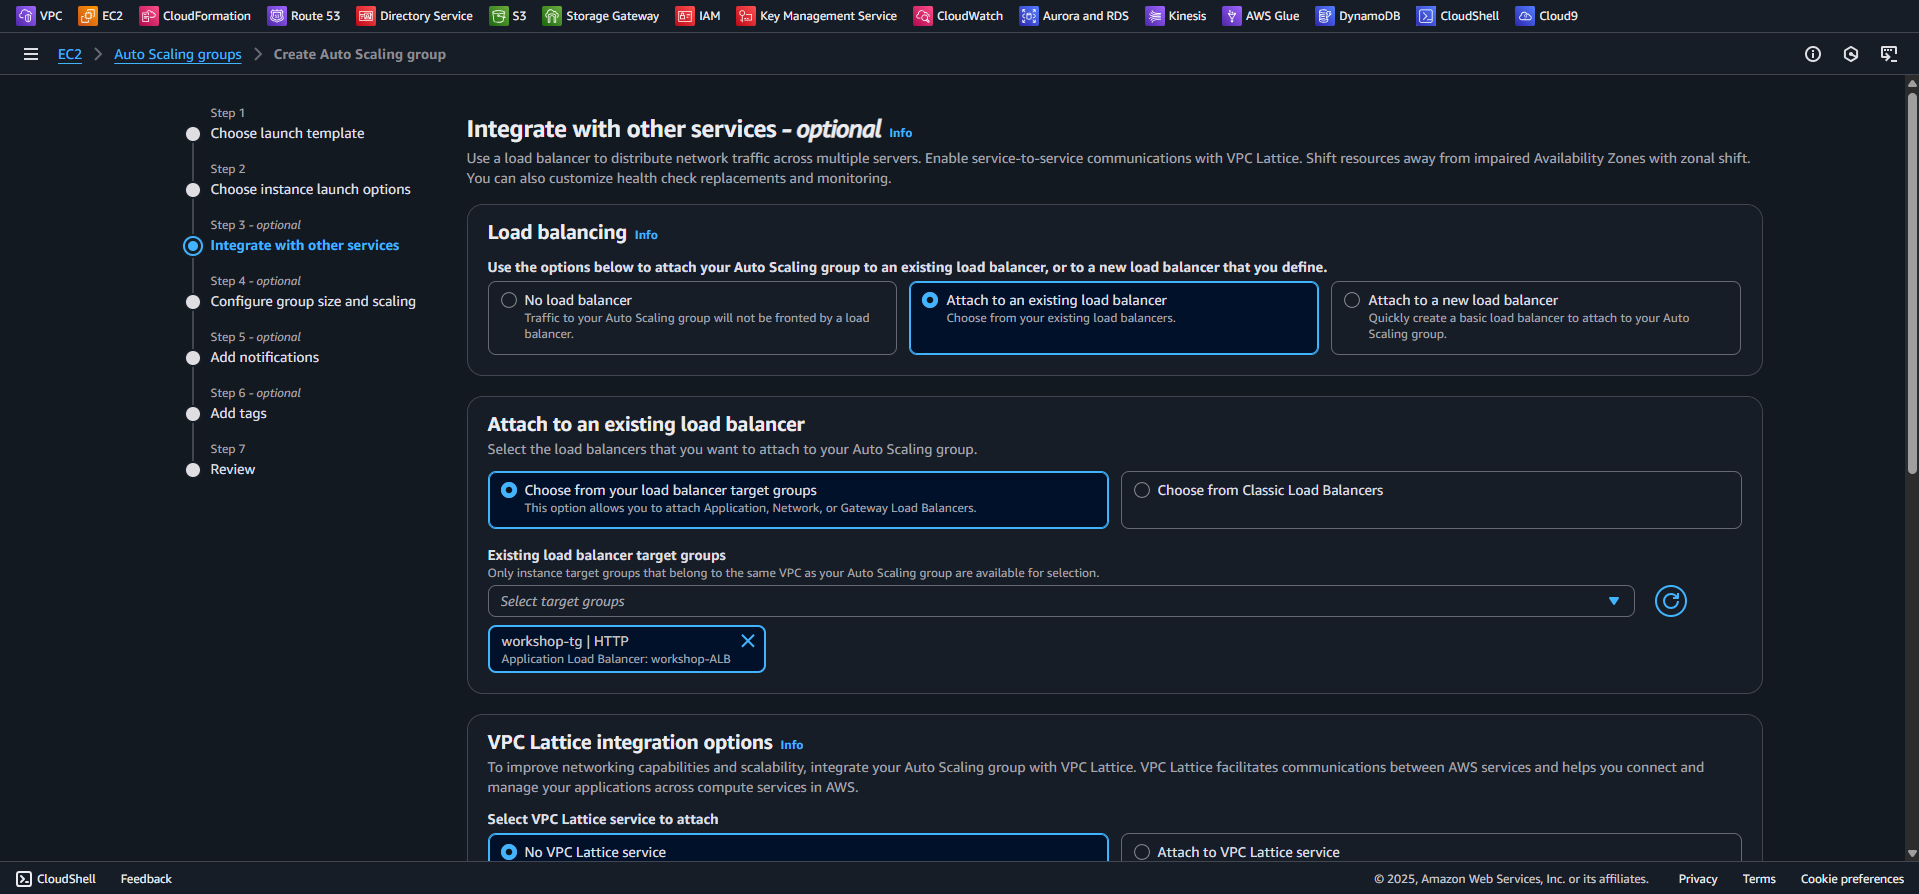 VPC EC2 CloudFormation Route 53 Directory Service S3 Storage Gateway IAM Key Management Service CloudWatch Aurora and RDS Kinesis AWS Glue DynamoDB CloudShell Cloud9
EC2 Auto Scaling groups Create Auto Scaling group
Step 1
Choose launch template
Step 2
Choose instance launch options
Step 3 - optional
Integrate with other services
Step 4 - optional
Configure group size and scaling
Step 5 - optional
Add notifications
Step 6 - optional
Add tags
Step 7
Review
Integrate with other services - optional Info
Use a load balancer to distribute network traffic across multiple servers. Enable service-to-service communications with VPC Lattice. Shift resources away from impaired Availability Zones with zonal shift.
You can also customize health check replacements and monitoring.
Load balancing Info
Use the options below to attach your Auto Scaling group to an existing load balancer, or to a new load balancer that you define.
No load balancer
Traffic to your Auto Scaling group will not be fronted by a load
balancer.
Attach to an existing load balancer
Choose from your existing load balancers.
Attach to a new load balancer
Quickly create a basic load balancer to attach to your Auto
Scaling group.
Attach to an existing load balancer
Select the load balancers that you want to attach to your Auto Scaling group.
Choose from your load balancer target groups
This option allows you to attach Application, Network, or Gateway Load Balancers.
Choose from Classic Load Balancers
Existing load balancer target groups
Only instance target groups that belong to the same VPC as your Auto Scaling group are available for selection.
Select target groups
workshop-tg | HTTP
Application Load Balancer: workshop-ALB
VPC Lattice integration options Info
To improve networking capabilities and scalability, integrate your Auto Scaling group with VPC Lattice. VPC Lattice facilitates communications between AWS services and helps you connect and
manage your applications across compute services in AWS.
Select VPC Lattice service to attach
No VPC Lattice service
Attach to VPC Lattice service
CloudShell Feedback © 2025, Amazon Web Services, Inc. or its affiliates. Privacy Terms Cookie preferences